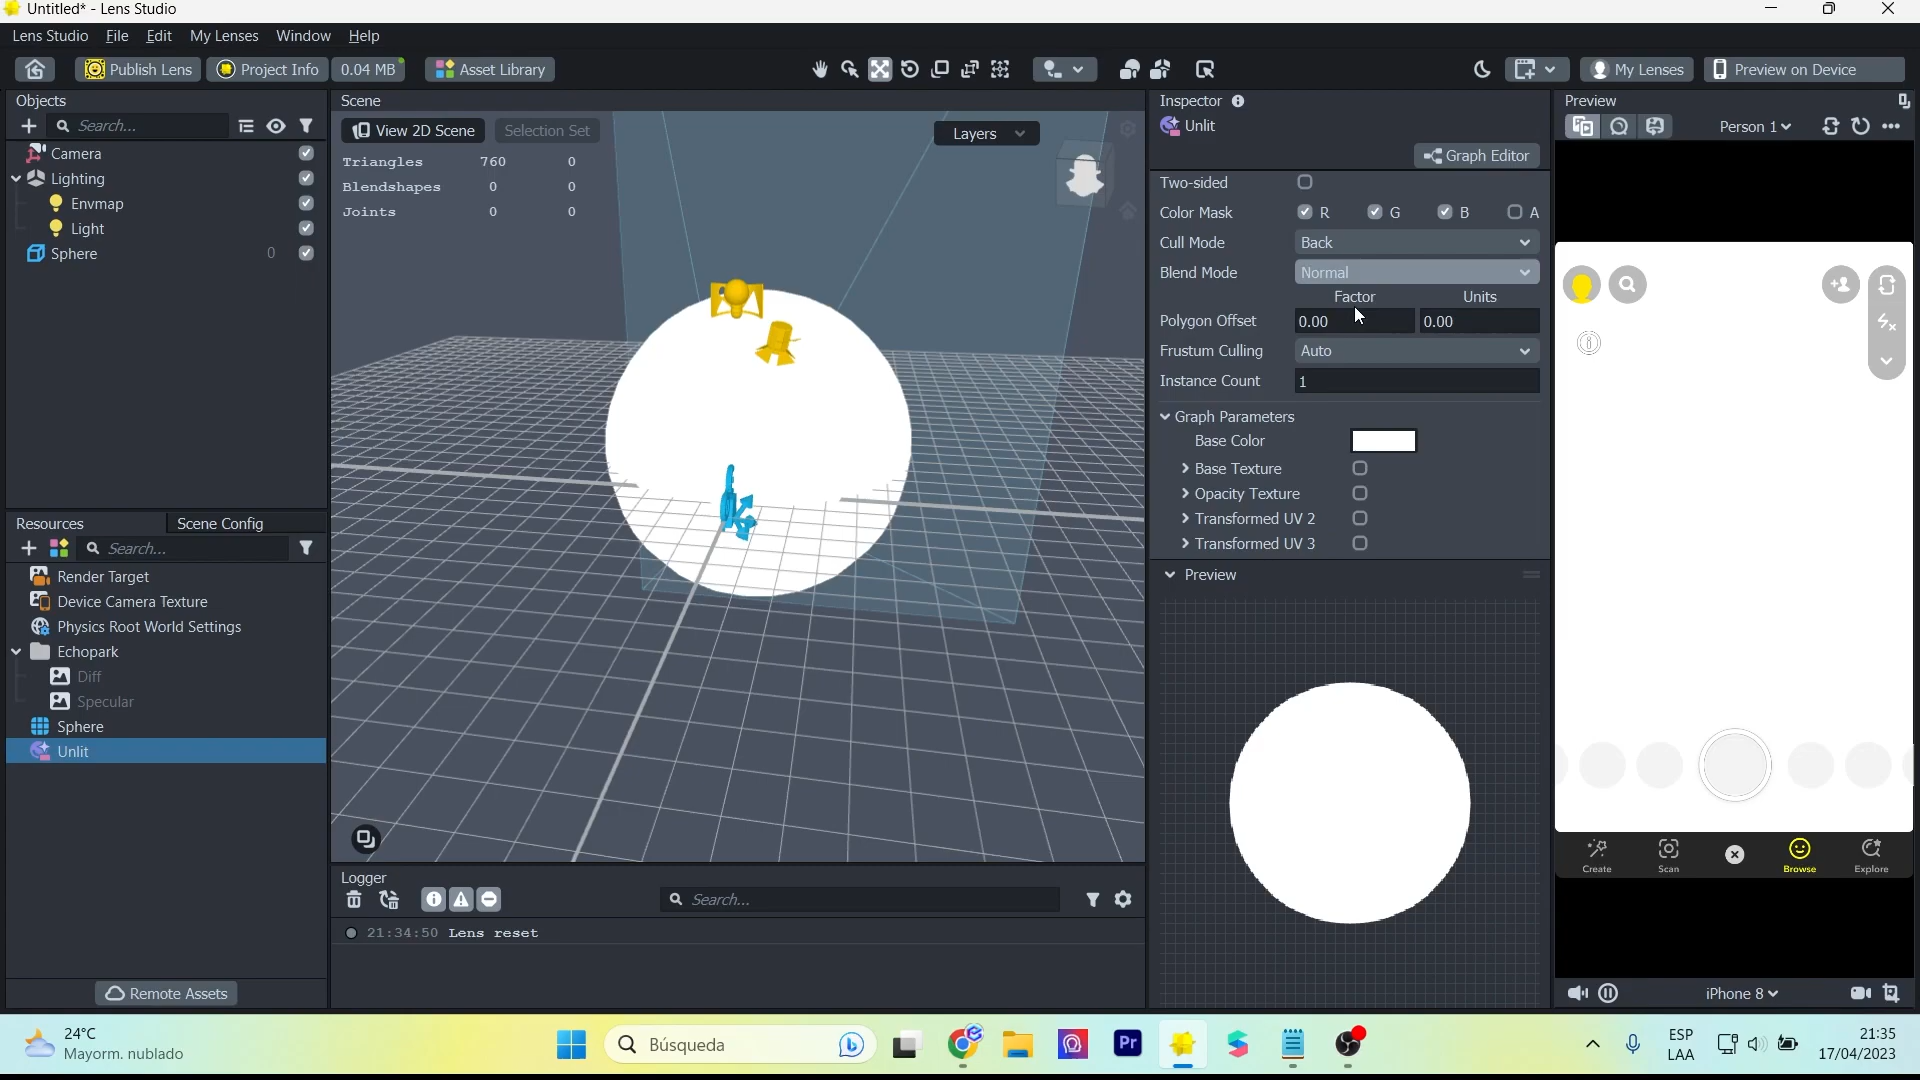 Untitled* - Lens Studio
Lens Studio File Edit My Lenses Window Help
Publish Lens Project Info 0.04 MB Asset Library My Lenses Preview on Device
Objects
Search...
Camera
Lighting
Envmap
Light
Sphere 0
Resources Scene Config
Search...
Render Target
Device Camera Texture
Physics Root World Settings
Echopark
Diff
Specular
Sphere
Unlit
Remote Assets
Scene
View 2D Scene Selection Set Layers
Triangles 760 0
Blendshapes 0 0
Joints 0 0
Logger
Search...
21:34:50 Lens reset
Inspector
Unlit
Graph Editor
Two-sided
Color Mask R G B A
Cull Mode Back
Blend Mode Normal
Factor Units
Polygon Offset 0.00 0.00
Frustum Culling Auto
Instance Count 1
Graph Parameters
Base Color
Base Texture
Opacity Texture
Transformed UV 2
Transformed UV 3
Preview
Preview
Person 1
Create Scan Browse Explore
iPhone 8
24°C
Mayorm. nublado
Búsqueda
Pr
ESP
LAA
21:35
17/04/2023